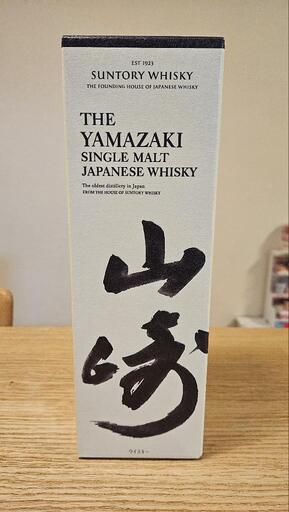 EST 1923
SUNTORY WHISKY
THE FOUNDING HOUSE OF JAPANESE WHISKY
THE
YAMAZAKI
SINGLE MALT
JAPANESE WHISKY
The oldest distillery in Japan
FROM THE HOUSE OF SUNTORY WHISKY
山
崎
ウイスキー